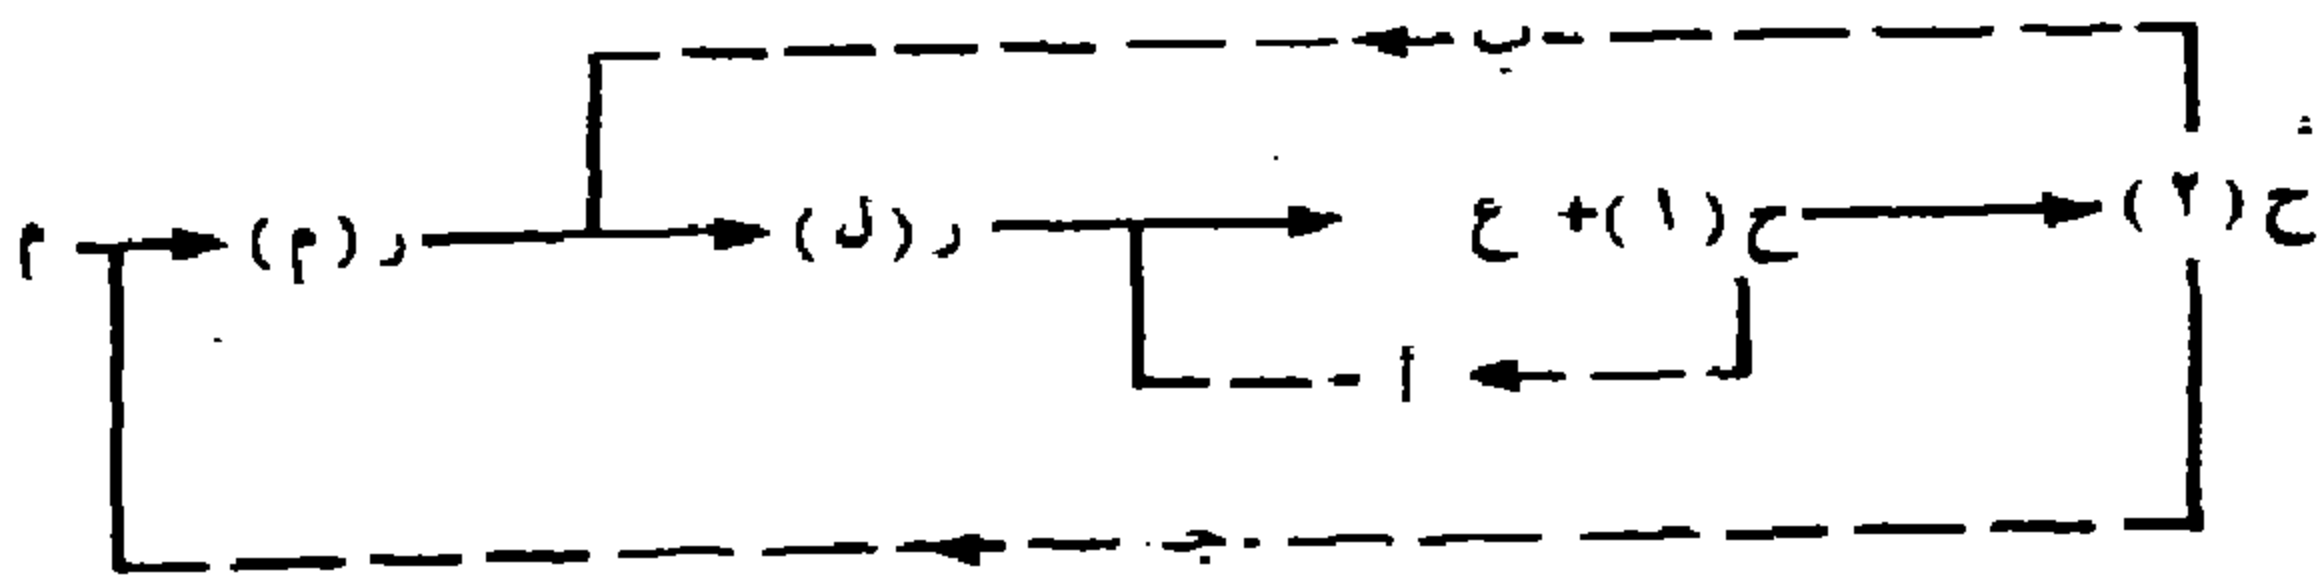 ب
م ر (م) ر (ل) ع + (١) ح ح (٢)
أ
جـ